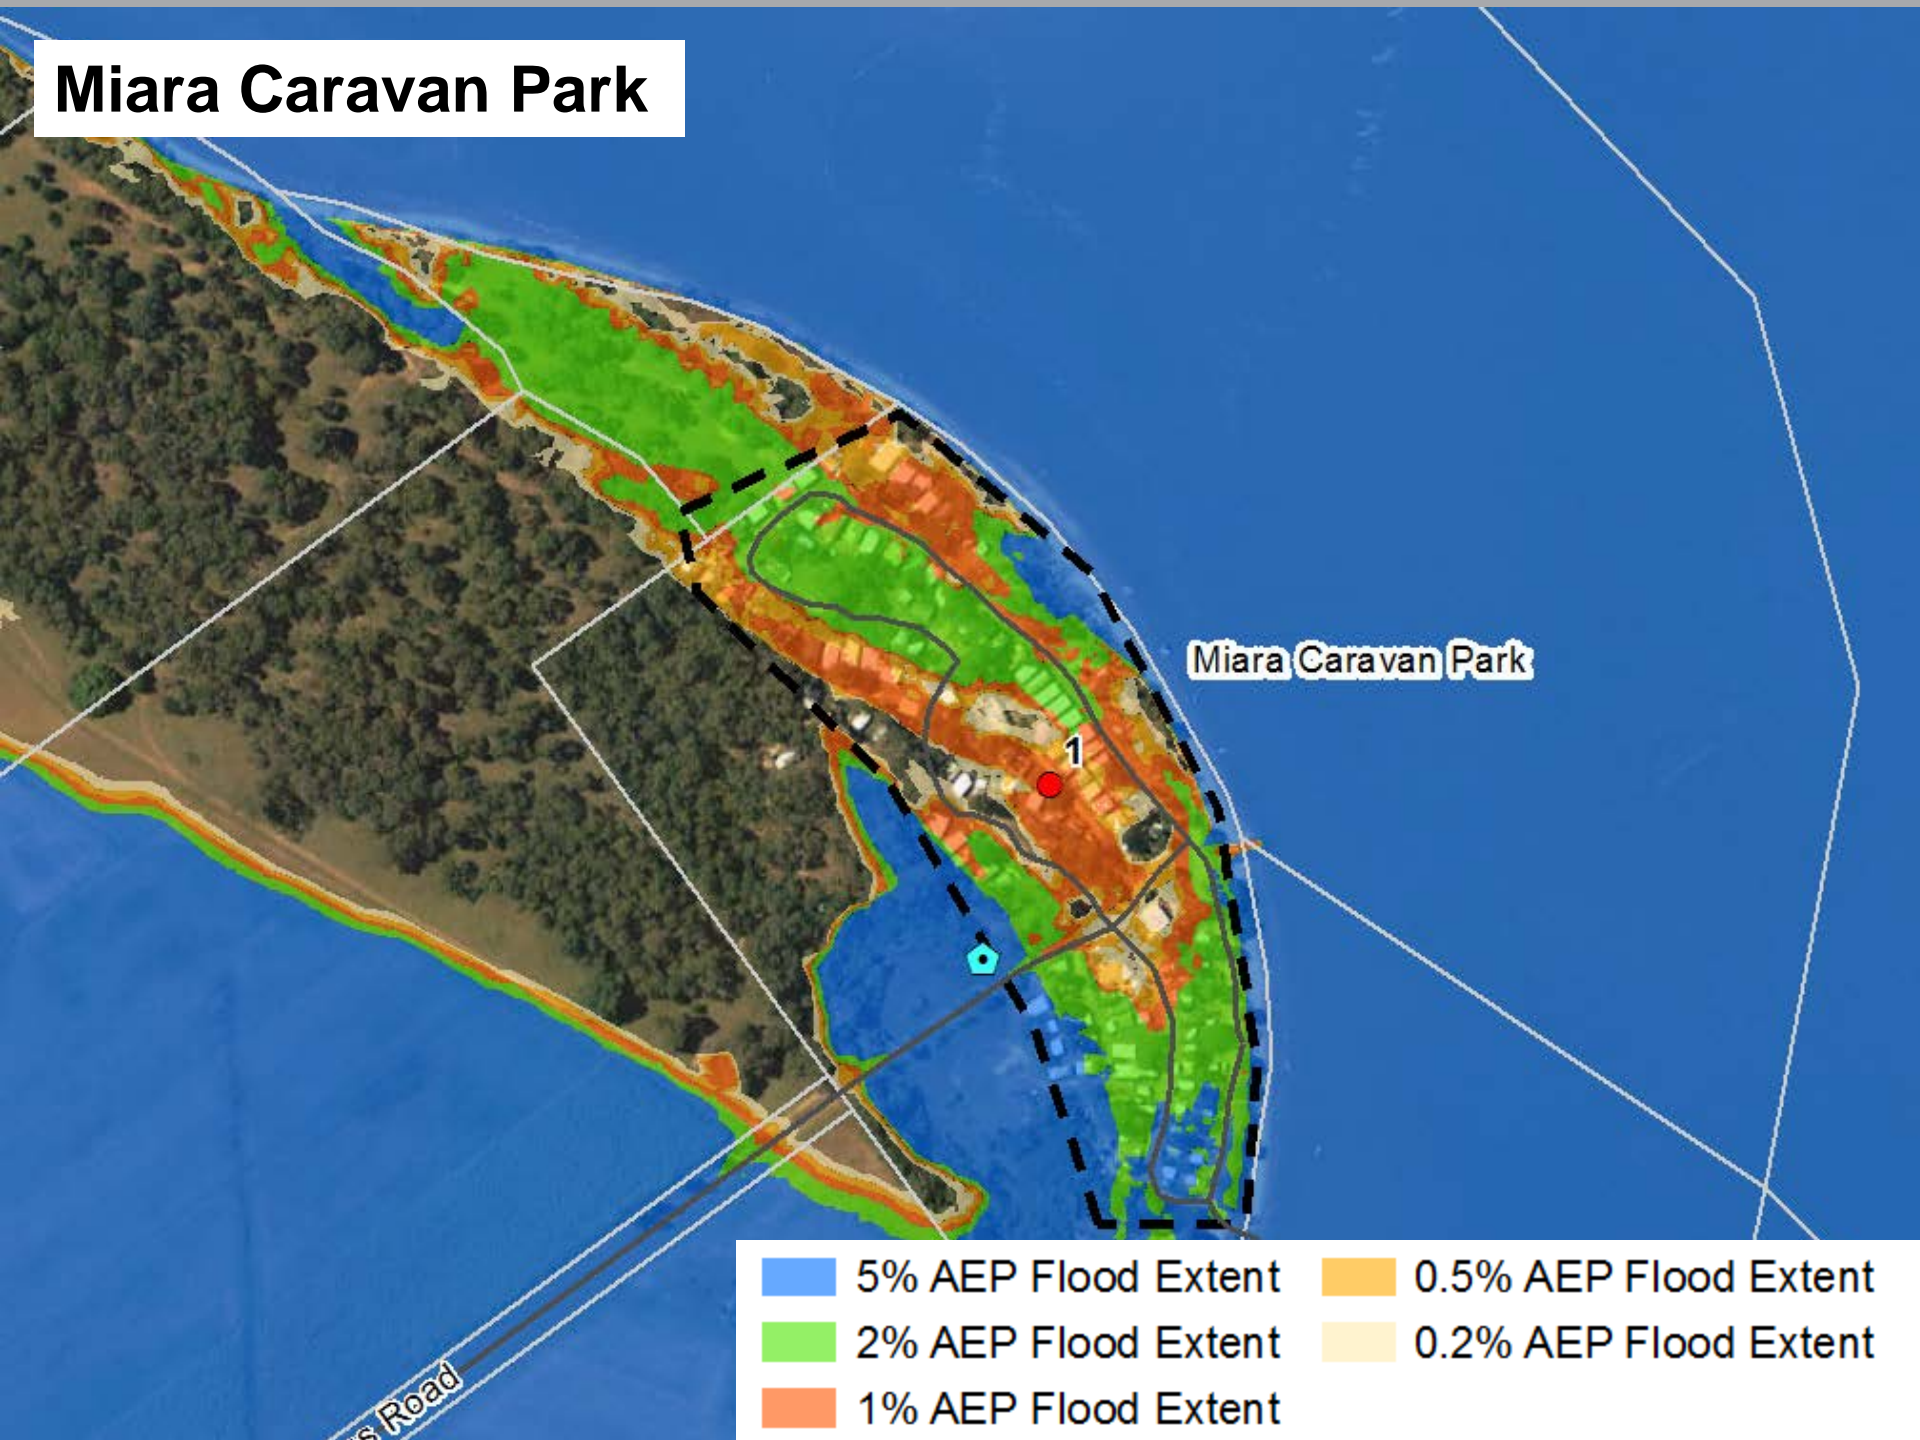 Miara Caravan Park
Miara Caravan Park
1
s Road
5% AEP Flood Extent
2% AEP Flood Extent
1% AEP Flood Extent
0.5% AEP Flood Extent
0.2% AEP Flood Extent